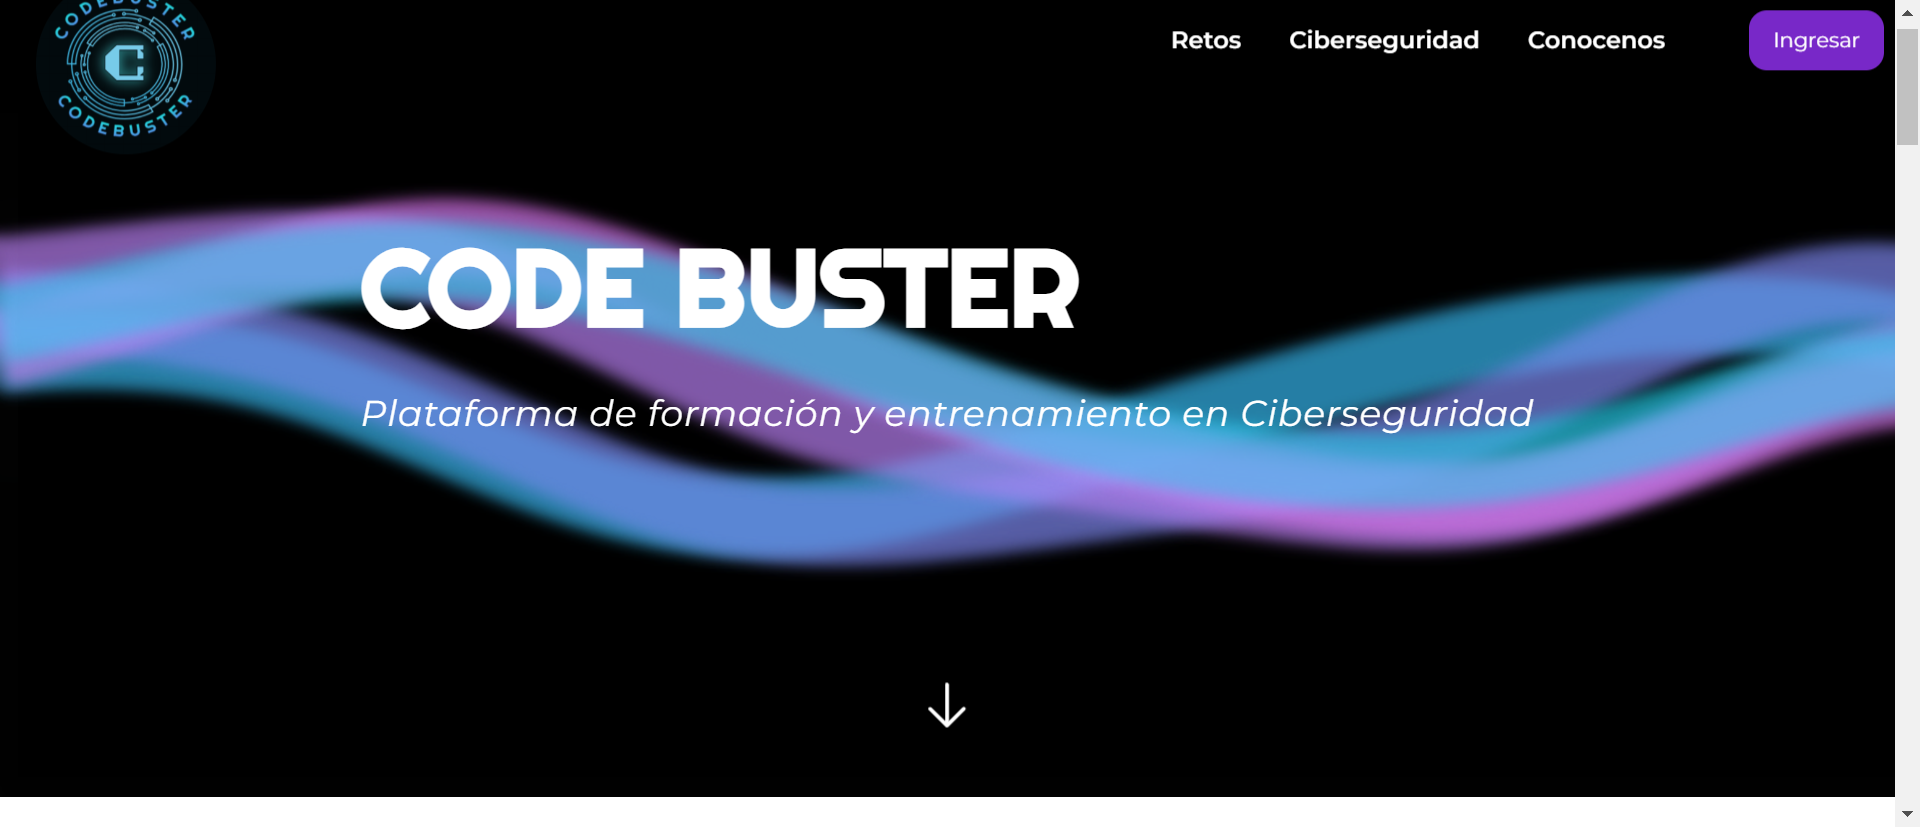 CODEBUSTER
C
CODEBUSTER
Retos Ciberseguridad Conocenos Ingresar
CODE BUSTER
Plataforma de formación y entrenamiento en Ciberseguridad